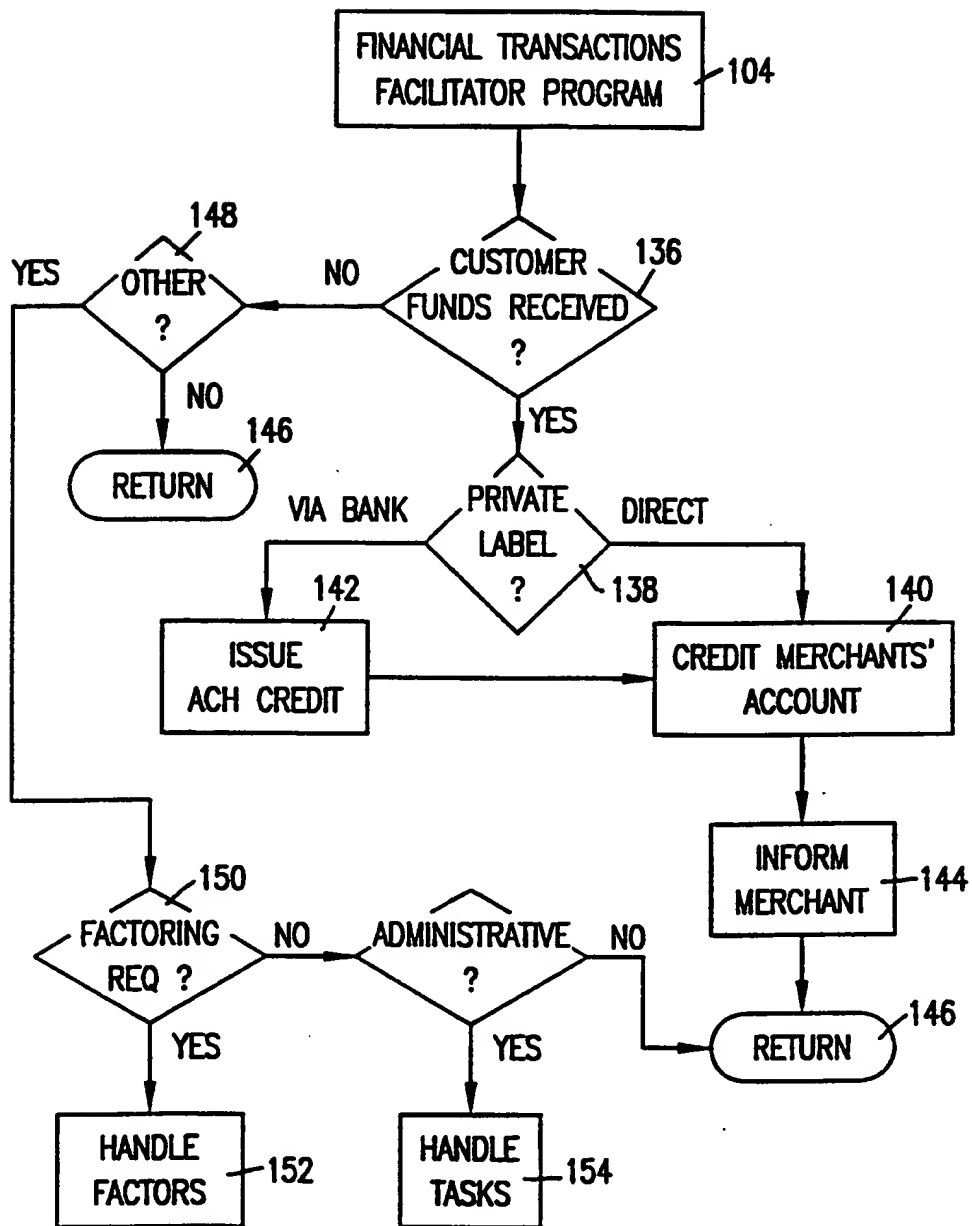 FINANCIAL TRANSACTIONS
FACILITATOR PROGRAM
104
148
YES
OTHER
?
NO
CUSTOMER
FUNDS RECEIVED
?
136
NO
146
RETURN
YES
VIA BANK
PRIVATE
LABEL
?
DIRECT
138
142
ISSUE
ACH CREDIT
140
CREDIT MERCHANTS'
ACCOUNT
INFORM
MERCHANT
144
150
FACTORING
REQ ?
NO
ADMINISTRATIVE
?
NO
146
RETURN
YES
YES
HANDLE
FACTORS
152
HANDLE
TASKS
154